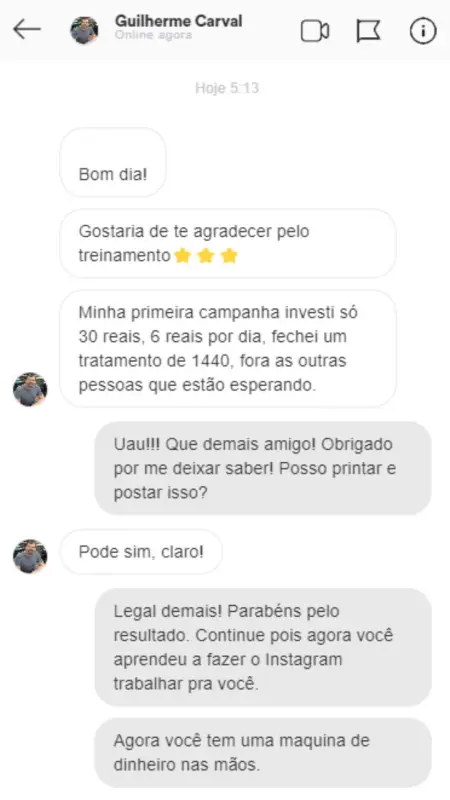 Guilherme Carval
Online agora
Hoje 5:13
Bom dia!
Gostaria de te agradecer pelo
treinamento⭐⭐⭐
Minha primeira campanha investi só
30 reais, 6 reais por dia, fechei um
tratamento de 1440, fora as outras
pessoas que estão esperando.
Uau!!! Que demais amigo! Obrigado
por me deixar saber! Posso printar e
postar isso?
Pode sim, claro!
Legal demais! Parabéns pelo
resultado. Continue pois agora você
aprendeu a fazer o Instagram
trabalhar pra você.
Agora você tem uma maquina de
dinheiro nas mãos.